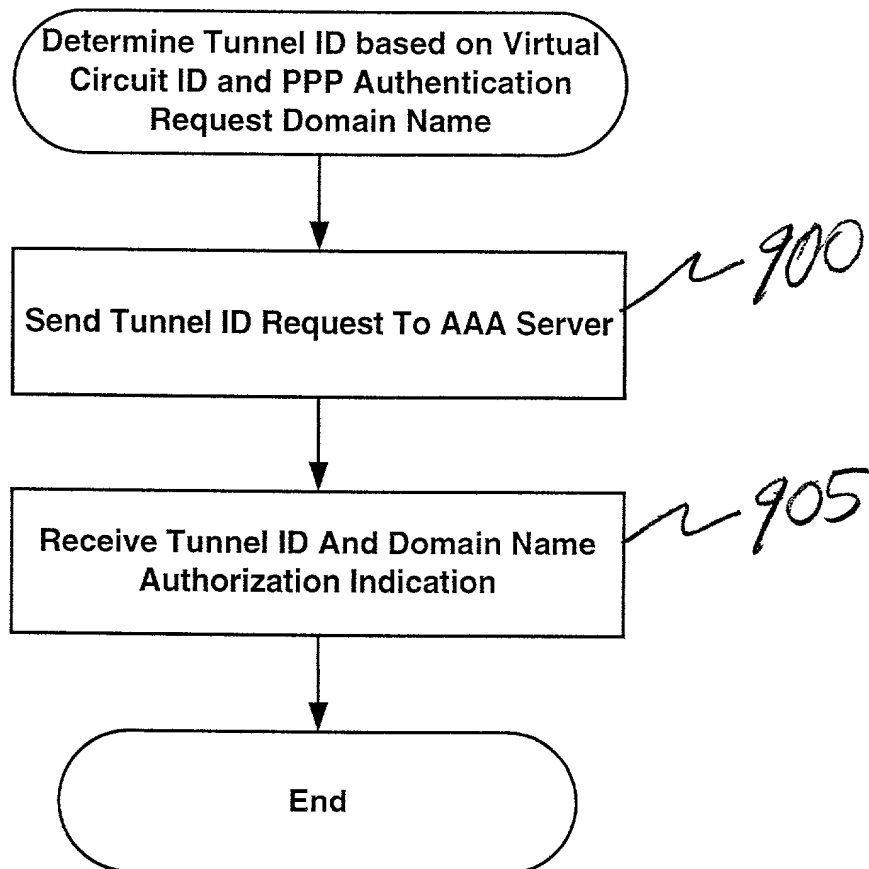 Determine Tunnel ID based on Virtual
Circuit ID and PPP Authentication
Request Domain Name
900
Send Tunnel ID Request To AAA Server
905
Receive Tunnel ID And Domain Name
Authorization Indication
End